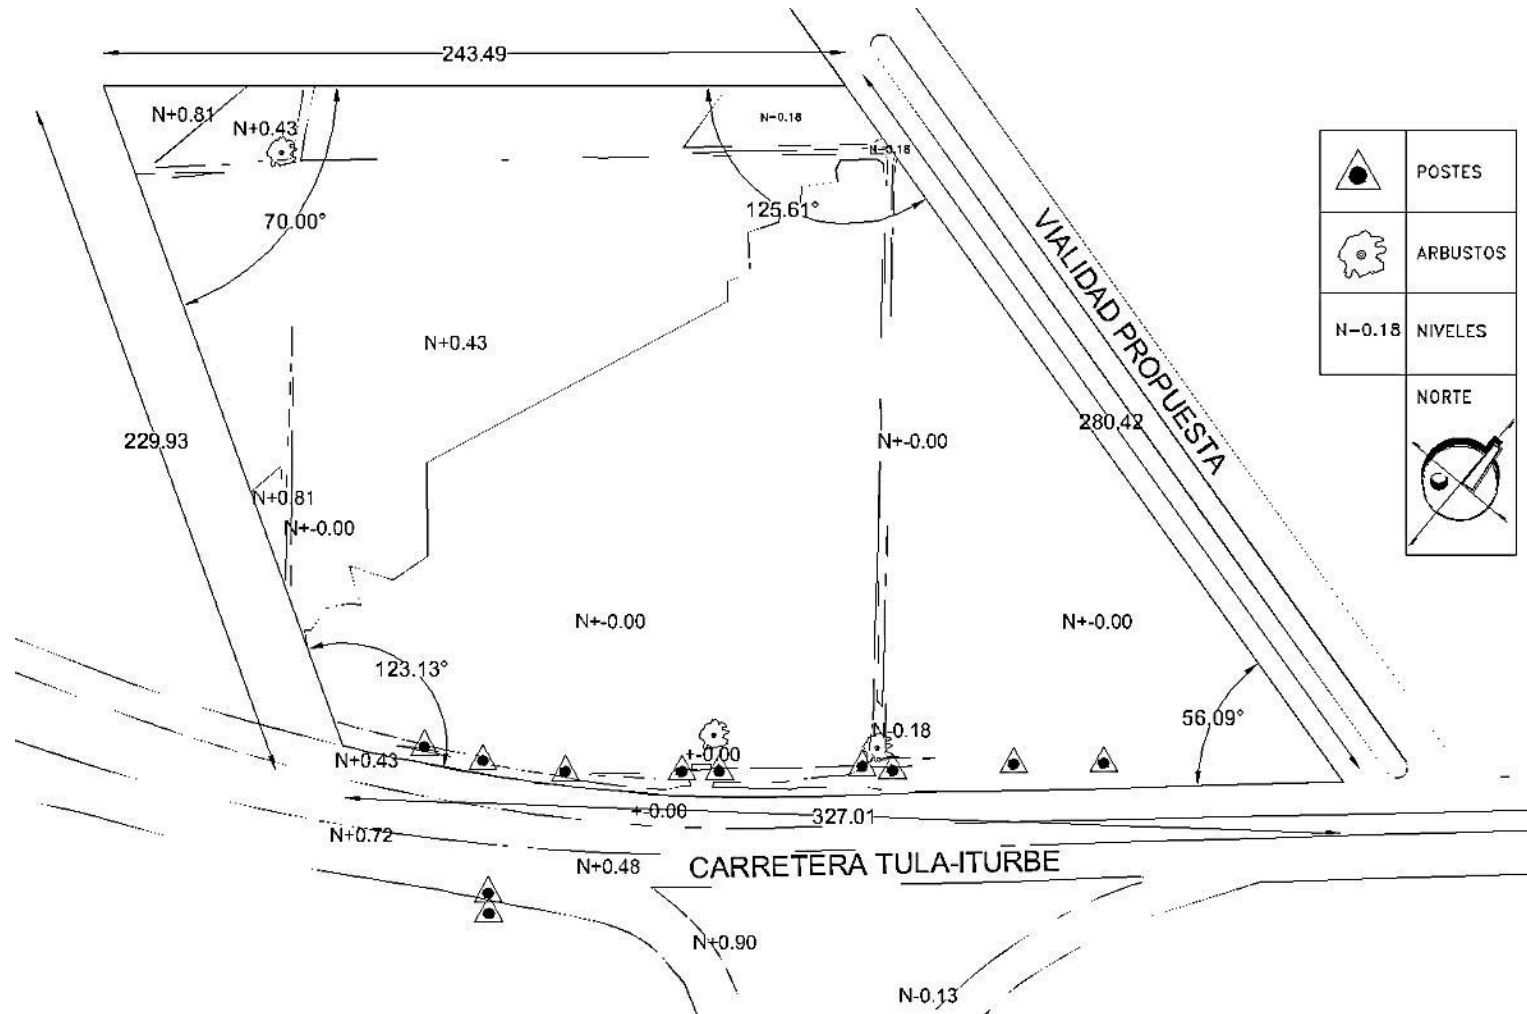 243.49
N+0.81
N+0.43
N-0.18
N-0.18
70.00°
125.61°
VIALIDAD PROPUESTA
POSTES
ARBUSTOS
N-0.18 NIVELES
NORTE
N+0.43
229.93
280.42
N+-0.00
N+0.81
N+-0.00
N+-0.00
N+-0.00
123.13°
56.09°
N-0.18
+-0.00
N+0.43
+-0.00
327.01
N+0.72
N+0.48
CARRETERA TULA-ITURBE
N+0.90
N-0.13